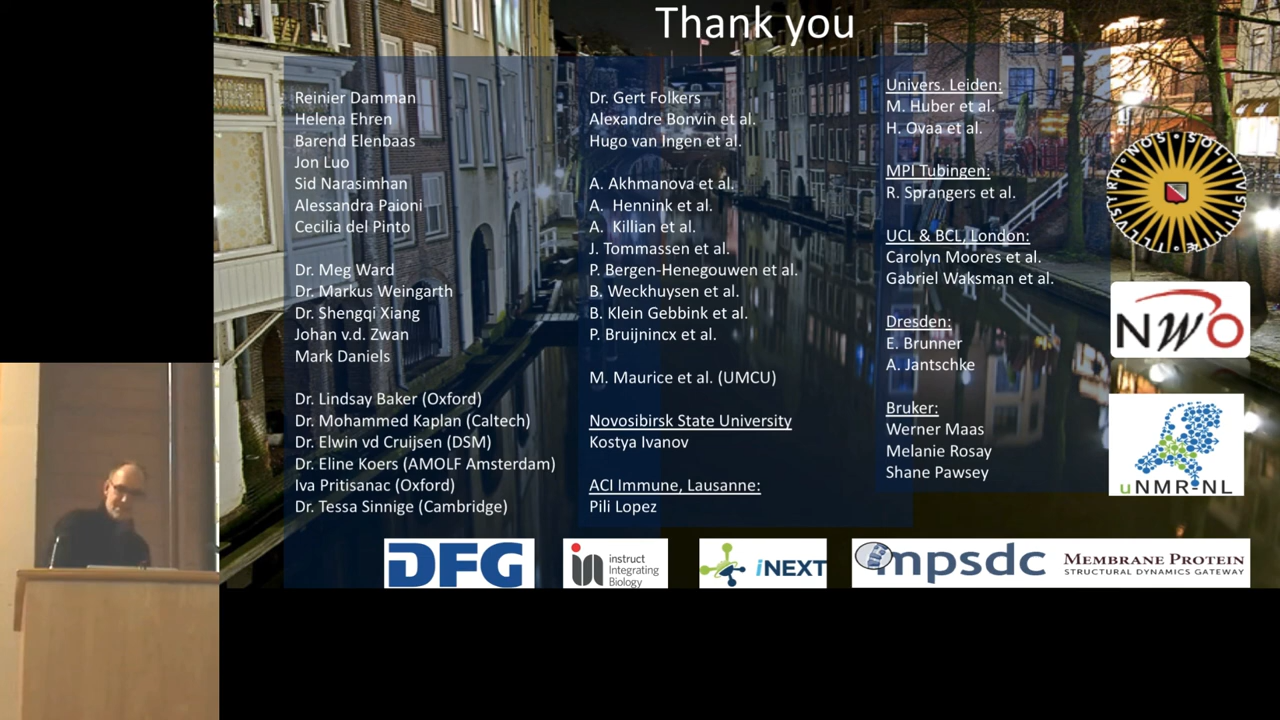 Thank you
Reinier Damman
Helena Ehren
Barend Elenbaas
Jon Luo
Sid Narasimhan
Alessandra Paioni
Cecilia del Pinto
Dr. Meg Ward
Dr. Markus Weingarth
Dr. Shengqi Xiang
Johan v.d. Zwan
Mark Daniels
Dr. Lindsay Baker (Oxford)
Dr. Mohammed Kaplan (Caltech)
Dr. Elwin vd Cruijsen (DSM)
Dr. Eline Koers (AMOLF Amsterdam)
Iva Pritisanac (Oxford)
Dr. Tessa Sinnige (Cambridge)
Dr. Gert Folkers
Alexandre Bonvin et al.
Hugo van Ingen et al.
A. Akhmanova et al.
A.  Hennink et al.
A.  Killian et al.
J. Tommassen et al.
P. Bergen-Henegouwen et al.
B. Weckhuysen et al.
B. Klein Gebbink et al.
P. Bruijnincx et al.
M. Maurice et al. (UMCU)
Novosibirsk State University
Kostya Ivanov
ACI Immune, Lausanne:
Pili Lopez
Univers. Leiden:
M. Huber et al.
H. Ovaa et al.
MPI Tubingen:
R. Sprangers et al.
UCL & BCL, London:
Carolyn Moores et al.
Gabriel Waksman et al.
Dresden:
E. Brunner
A. Jantschke
Bruker:
Werner Maas
Melanie Rosay
Shane Pawsey
NWO
uNMR-NL
DFG
instruct
Integrating
Biology
iNEXT
mpsdc
MEMBRANE PROTEIN
STRUCTURAL DYNAMICS GATEWAY